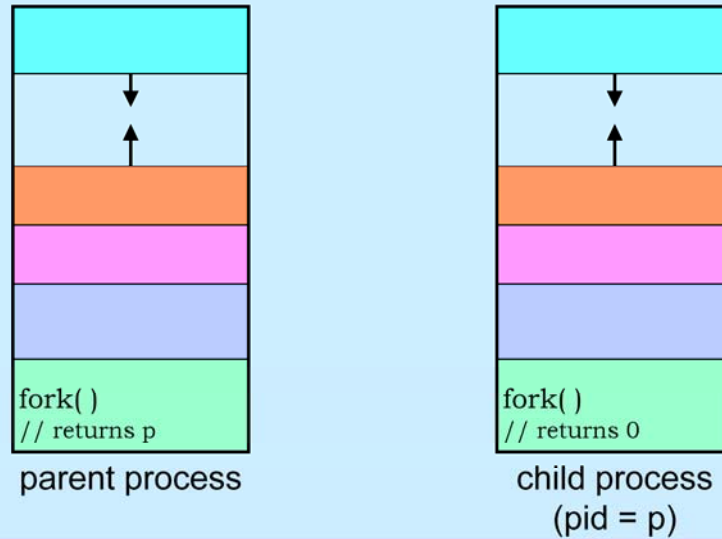 fork( )
// returns p
parent process
fork( )
// returns 0
child process
(pid = p)